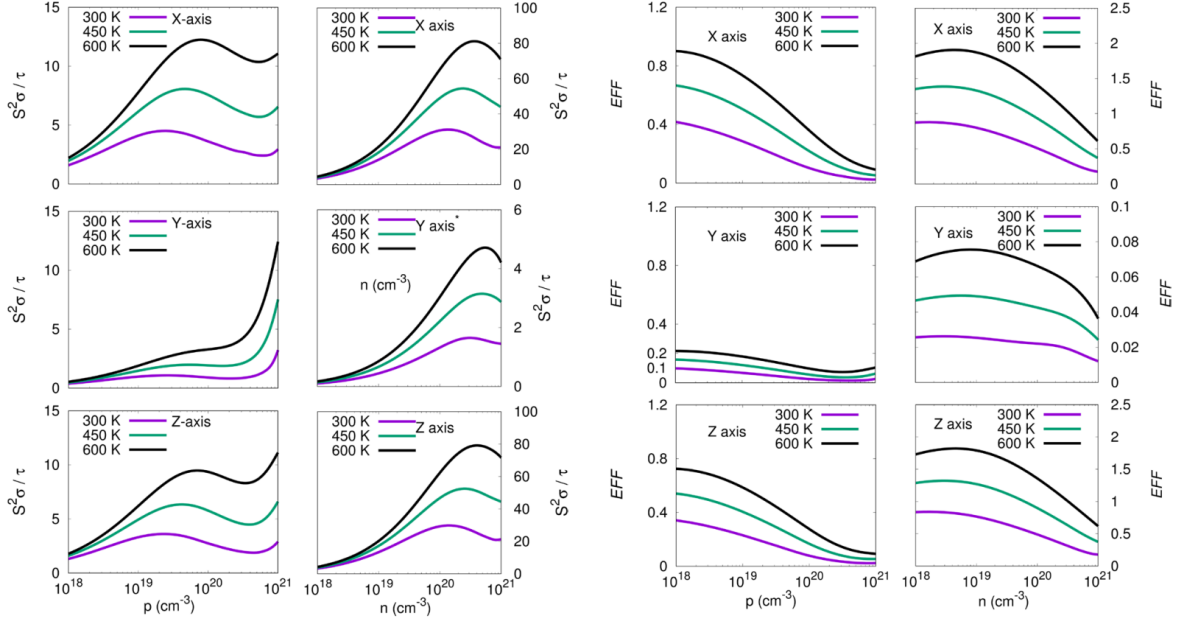 15
10
5
0
S²σ / τ
300 K
450 K
600 K
X-axis
100
80
60
40
20
0
S²σ / τ
300 K
450 K
600 K
X axis
1.2
0.8
0.4
0
EFF
X axis
300 K
450 K
600 K
2.5
2
1.5
1
0.5
0
EFF
X axis
300 K
450 K
600 K
15
10
5
0
S²σ / τ
300 K
450 K
600 K
Y-axis
6
4
2
0
S²σ / τ
300 K
450 K
600 K
Y axis*
n (cm⁻³)
1.2
0.8
0.4
0.2
0.1
0
EFF
Y axis
300 K
450 K
600 K
0.1
0.08
0.06
0.04
0.02
0
EFF
Y axis
300 K
450 K
600 K
15
10
5
0
S²σ / τ
300 K
450 K
600 K
Z-axis
10¹⁸ 10¹⁹ 10²⁰ 10²¹
p (cm⁻³)
100
80
60
40
20
0
S²σ / τ
300 K
450 K
600 K
Z axis
10¹⁸ 10¹⁹ 10²⁰ 10²¹
n (cm⁻³)
1.2
0.8
0.4
0
EFF
Z axis
300 K
450 K
600 K
10¹⁸ 10¹⁹ 10²⁰ 10²¹
p (cm⁻³)
2.5
2
1.5
1
0.5
0
EFF
Z axis
300 K
450 K
600 K
10¹⁸ 10¹⁹ 10²⁰ 10²¹
n (cm⁻³)